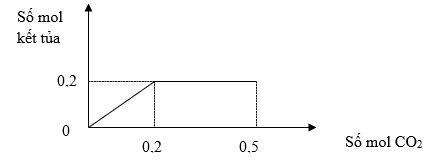 Số mol
kết tủa
0,2
0
0,2
0,5
Số mol CO₂